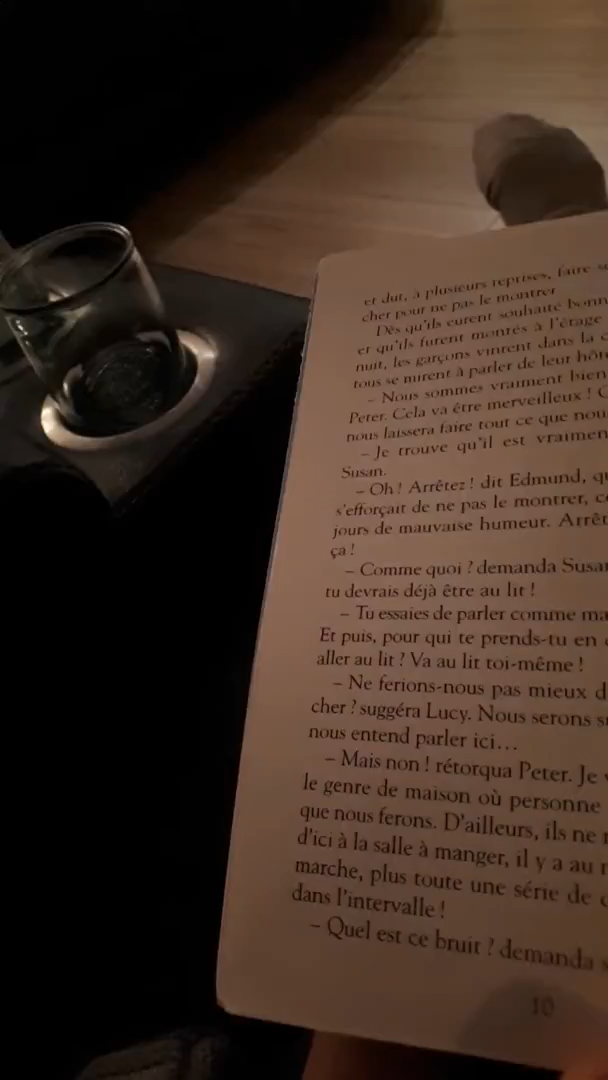 et dut, à plusieurs reprises, faire
cher pour ne pas le montrer.
Dès qu'ils eurent souhaité bonn
et qu'ils furent montés à l'étage
nuit, les garçons vinrent dans la c
tous se mirent à parler de leur hôt
– Nous sommes vraiment bien
Peter. Cela va être merveilleux !
nous laissera faire tout ce que nou
– Je trouve qu'il est vraimen
Susan.
– Oh ! Arrêtez ! dit Edmund, qu
s'efforçait de ne pas le montrer, c
jours de mauvaise humeur. Arrêt
ça !
– Comme quoi ? demanda Susan
tu devrais déjà être au lit !
– Tu essaies de parler comme ma
Et puis, pour qui te prends-tu en
aller au lit ? Va au lit toi-même !
– Ne ferions-nous pas mieux d
cher ? suggéra Lucy. Nous serons s
nous entend parler ici...
– Mais non ! rétorqua Peter. Je
le genre de maison où personne
que nous ferons. D'ailleurs, ils ne
d'ici à la salle à manger, il y a au
marche, plus toute une série de
dans l'intervalle !
– Quel est ce bruit ? demanda
10